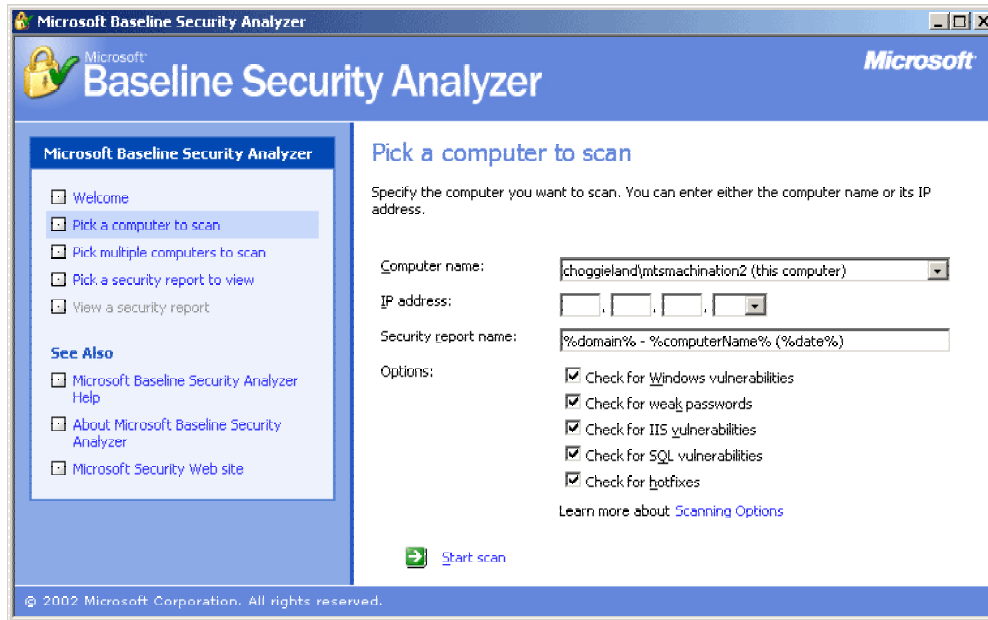 Microsoft Baseline Security Analyzer
Microsoft
Baseline Security Analyzer
Microsoft
Microsoft Baseline Security Analyzer
Welcome
Pick a computer to scan
Pick multiple computers to scan
Pick a security report to view
View a security report
See Also
Microsoft Baseline Security Analyzer
Help
About Microsoft Baseline Security
Analyzer
Microsoft Security Web site
Pick a computer to scan
Specify the computer you want to scan. You can enter either the computer name or its IP
address.
Computer name:
choggieland\mtsmachination2 (this computer)
IP address:
. . .
Security report name:
%domain% - %computerName% (%date%)
Options:
Check for Windows vulnerabilities
Check for weak passwords
Check for IIS vulnerabilities
Check for SQL vulnerabilities
Check for hotfixes
Learn more about Scanning Options
Start scan
© 2002 Microsoft Corporation. All rights reserved.